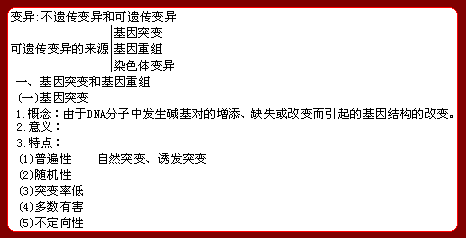 变异:不遗传变异和可遗传变异
基因突变
可遗传变异的来源 基因重组
染色体变异
一、基因突变和基因重组
(一)基因突变
1.概念：由于DNA分子中发生碱基对的增添、缺失或改变而引起的基因结构的改变。
2.意义：
3.特点：
(1)普遍性 自然突变、诱发突变
(2)随机性
(3)突变率低
(4)多数有害
(5)不定向性